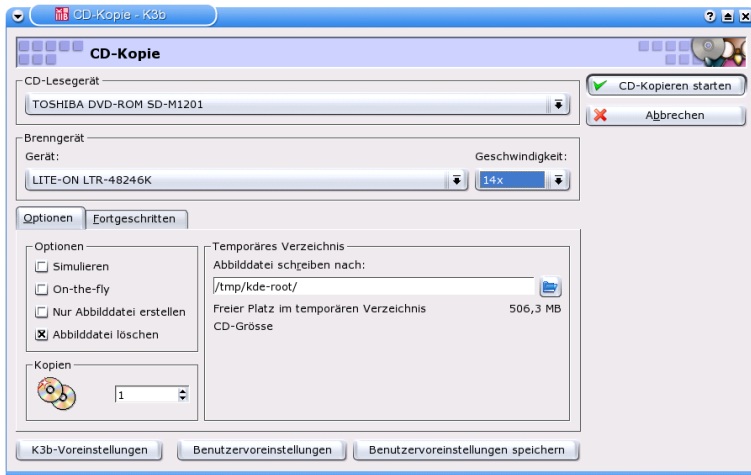 CD-Kopie - K3b
CD-Kopie
CD-Lesegerät
TOSHIBA DVD-ROM SD-M1201
CD-Kopieren starten
Abbrechen
Brenngerät
Gerät:
Geschwindigkeit:
LITE-ON LTR-48246K
14x
Optionen
Fortgeschritten
Optionen
Simulieren
On-the-fly
Nur Abbilddatei erstellen
Abbilddatei löschen
Kopien
1
Temporäres Verzeichnis
Abbilddatei schreiben nach:
/tmp/kde-root/
Freier Platz im temporären Verzeichnis 506,3 MB
CD-Grösse
K3b-Voreinstellungen
Benutzervoreinstellungen
Benutzervoreinstellungen speichern